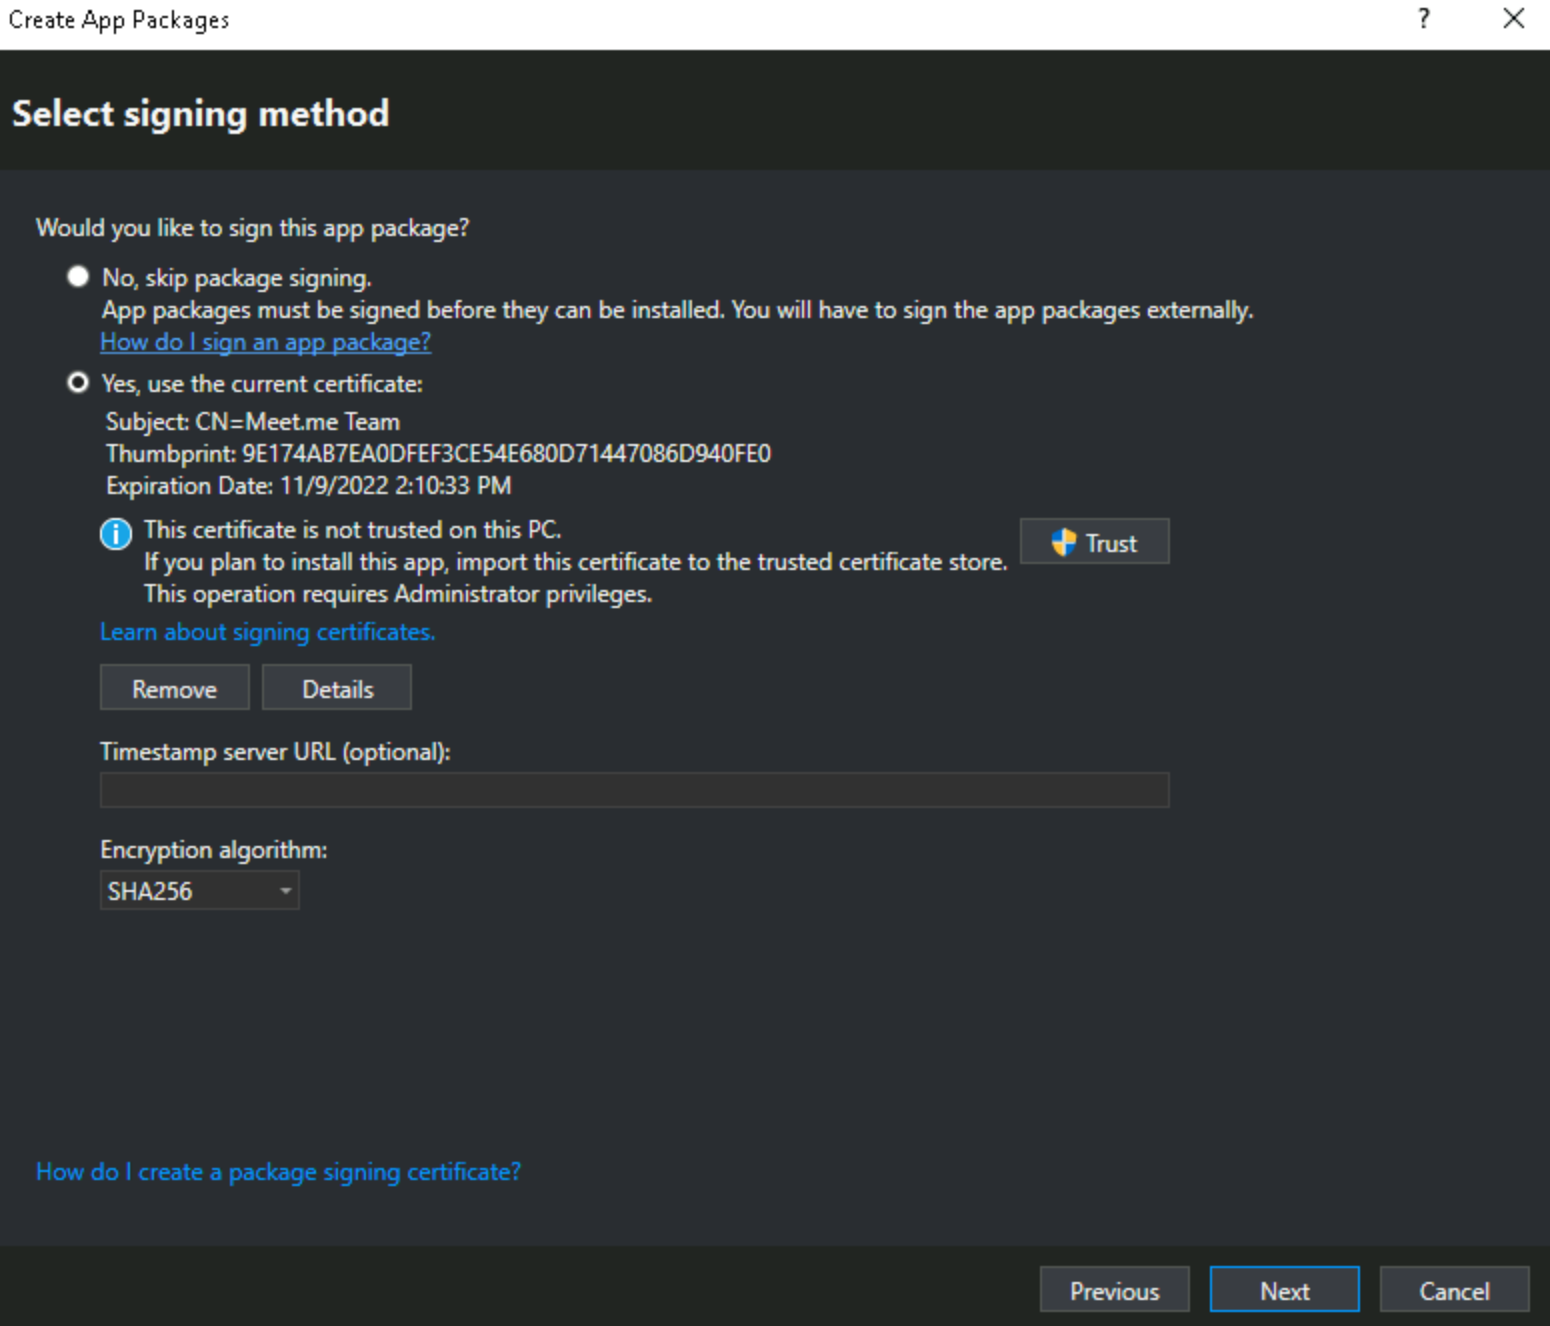 Create App Packages
?
Select signing method
Would you like to sign this app package?
No, skip package signing.
App packages must be signed before they can be installed. You will have to sign the app packages externally.
How do I sign an app package?
Yes, use the current certificate:
Subject: CN=Meet.me Team
Thumbprint: 9E174AB7EA0DFEF3CE54E680D71447086D940FE0
Expiration Date: 11/9/2022 2:10:33 PM
This certificate is not trusted on this PC.
Trust
If you plan to install this app, import this certificate to the trusted certificate store.
This operation requires Administrator privileges.
Learn about signing certificates.
Remove Details
Timestamp server URL (optional):
Encryption algorithm:
SHA256
How do I create a package signing certificate?
Previous Next Cancel